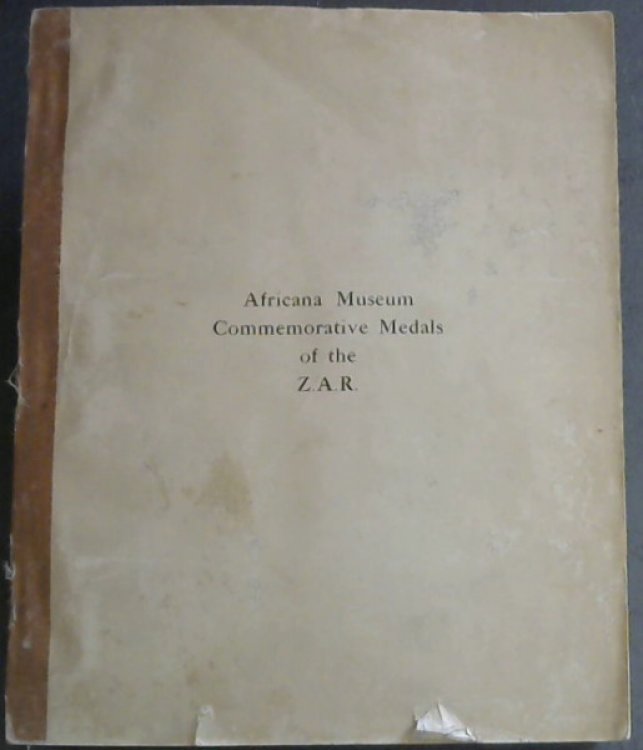 Africana Museum
Commemorative Medals
of the
Z.A.R.